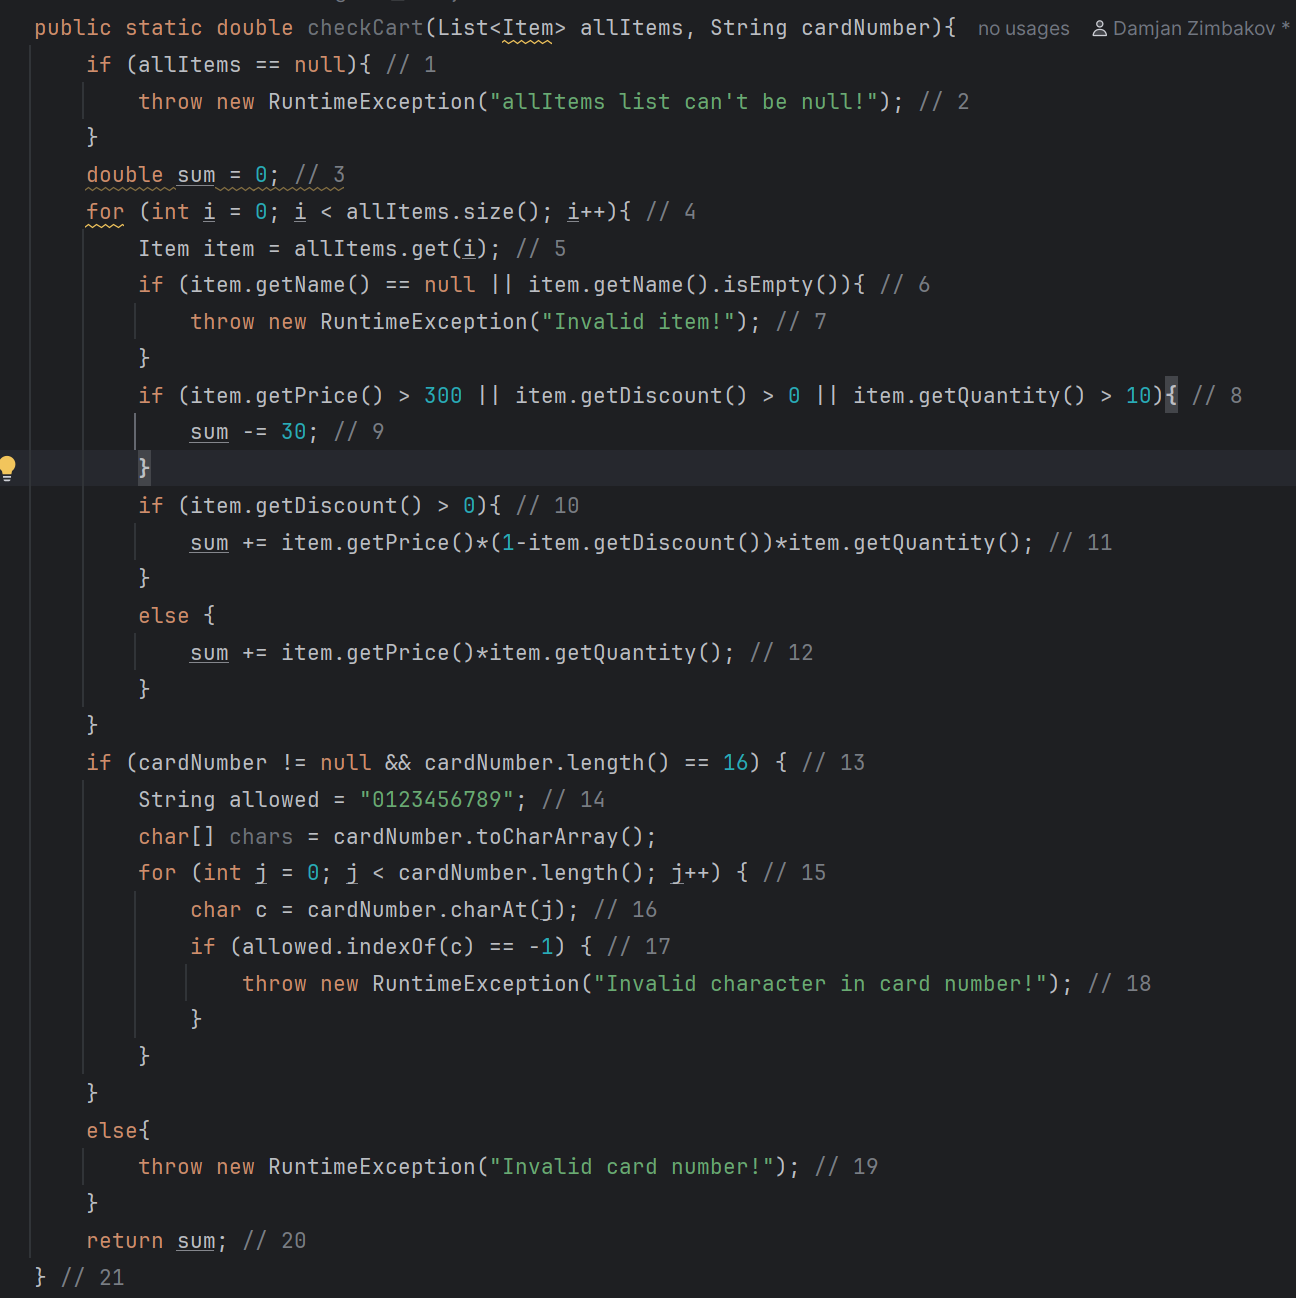 public static double checkCart(List<Item> allItems, String cardNumber){ no usages Damjan Zimbakov *
if (allItems == null){ // 1
throw new RuntimeException("allItems list can't be null!"); // 2
}
double sum = 0; // 3
for (int i = 0; i < allItems.size(); i++){ // 4
Item item = allItems.get(i); // 5
if (item.getName() == null || item.getName().isEmpty()){ // 6
throw new RuntimeException("Invalid item!"); // 7
}
if (item.getPrice() > 300 || item.getDiscount() > 0 || item.getQuantity() > 10){ // 8
sum -= 30; // 9
}
if (item.getDiscount() > 0){ // 10
sum += item.getPrice()*(1-item.getDiscount())*item.getQuantity(); // 11
}
else {
sum += item.getPrice()*item.getQuantity(); // 12
}
}
if (cardNumber != null && cardNumber.length() == 16) { // 13
String allowed = "0123456789"; // 14
char[] chars = cardNumber.toCharArray();
for (int j = 0; j < cardNumber.length(); j++) { // 15
char c = cardNumber.charAt(j); // 16
if (allowed.indexOf(c) == -1) { // 17
throw new RuntimeException("Invalid character in card number!"); // 18
}
}
}
else{
throw new RuntimeException("Invalid card number!"); // 19
}
return sum; // 20
} // 21